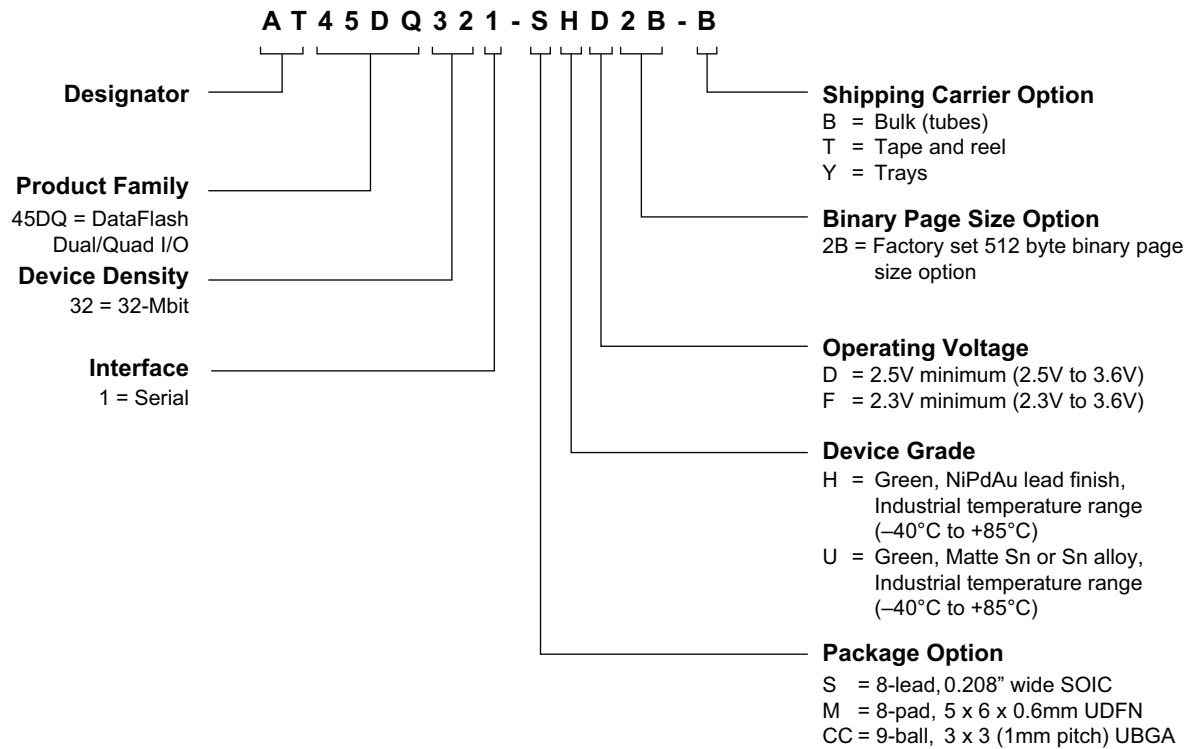 A T 4 5 D Q 3 2 1 - S H D 2 B - B
Designator
Product Family
45DQ = DataFlash
Dual/Quad I/O
Device Density
32 = 32-Mbit
Interface
1 = Serial
Shipping Carrier Option
B = Bulk (tubes)
T = Tape and reel
Y = Trays
Binary Page Size Option
2B = Factory set 512 byte binary page
size option
Operating Voltage
D = 2.5V minimum (2.5V to 3.6V)
F = 2.3V minimum (2.3V to 3.6V)
Device Grade
H = Green, NiPdAu lead finish,
Industrial temperature range
(–40°C to +85°C)
U = Green, Matte Sn or Sn alloy,
Industrial temperature range
(–40°C to +85°C)
Package Option
S = 8-lead, 0.208” wide SOIC
M = 8-pad, 5 x 6 x 0.6mm UDFN
CC = 9-ball, 3 x 3 (1mm pitch) UBGA